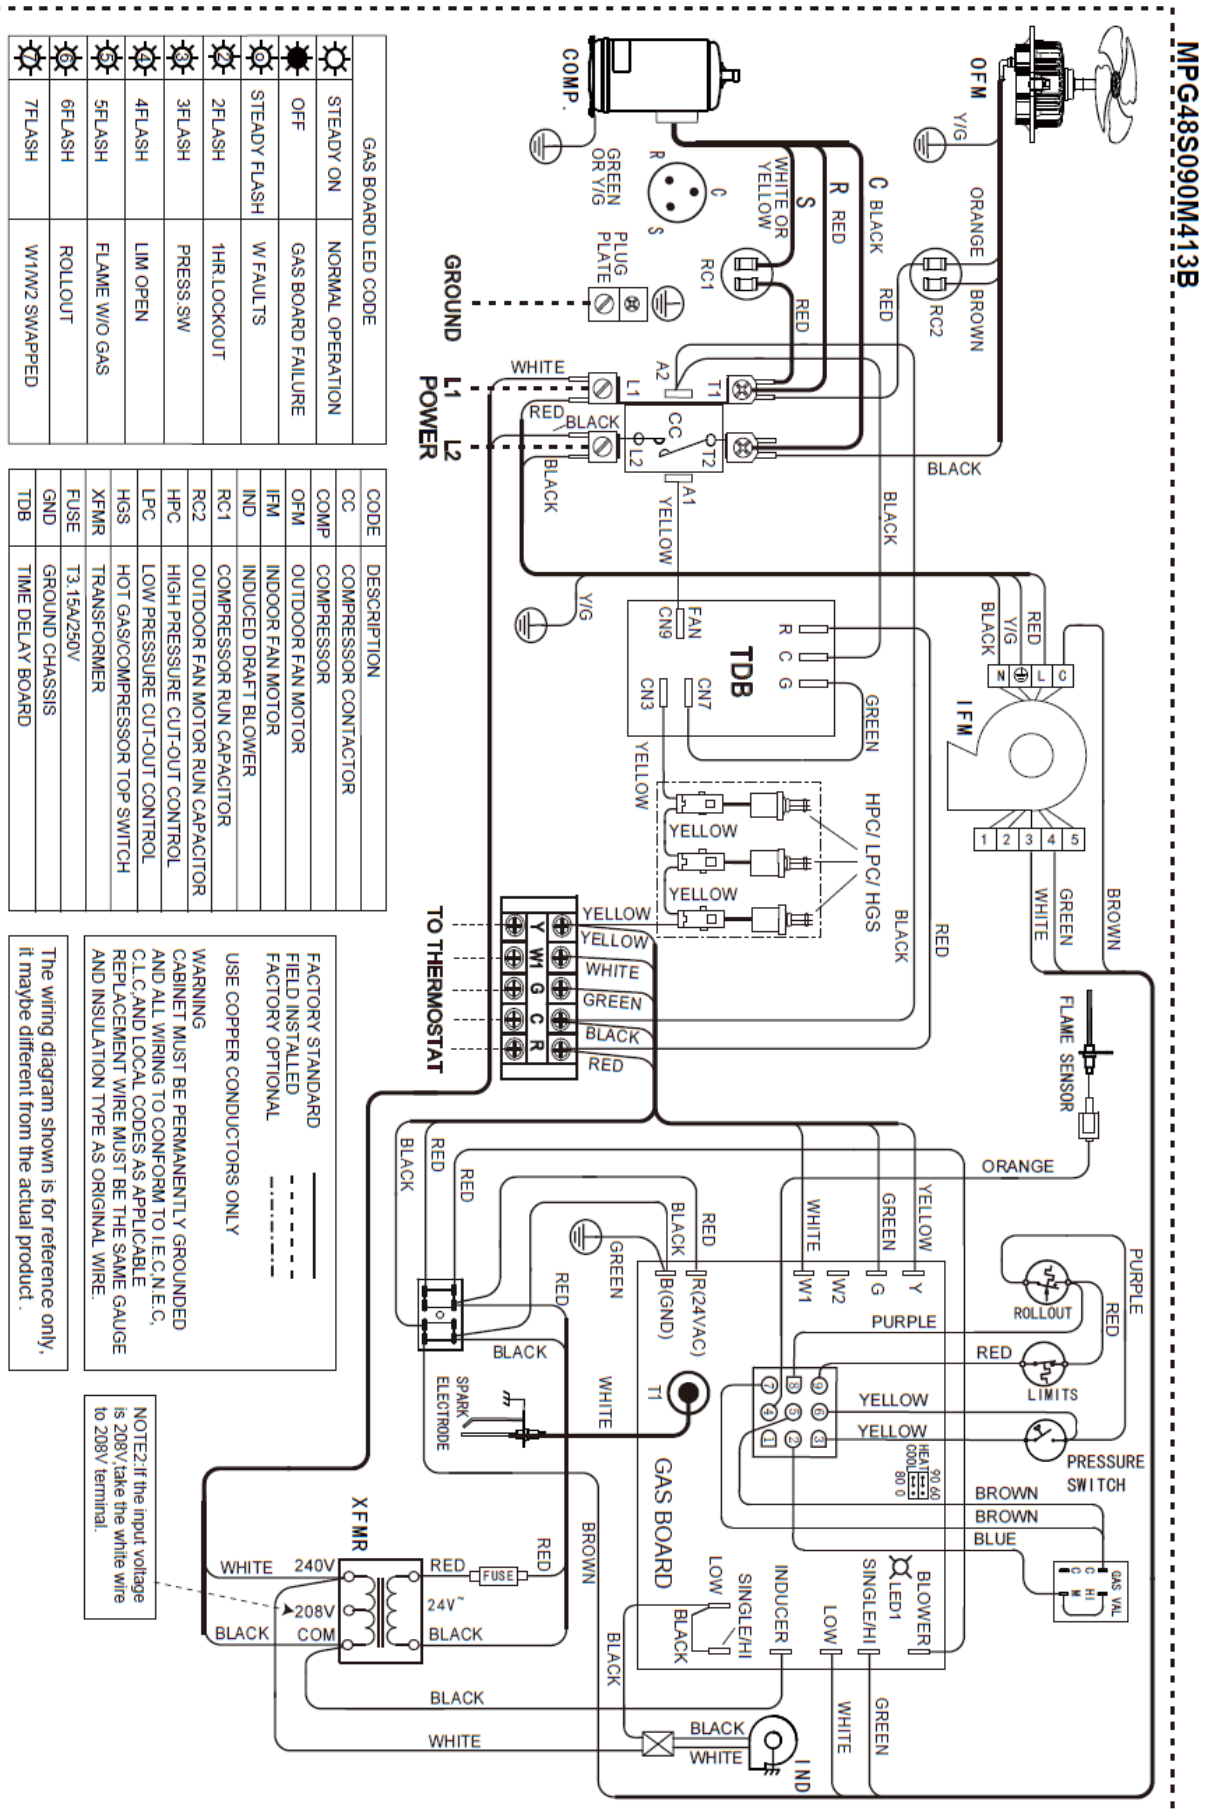 MPG48S090M413B
OFM
Y/G
ORANGE
BROWN
RC2
COMP.
GREEN
OR Y/G
R
C
S
WHITE OR
YELLOW
S
R RED
C BLACK
RC1
RED
RED
PLUG
PLATE
GROUND
L1
L2
POWER
WHITE
RED
BLACK
BLACK
L1
A2
T1
CC
L2
T2
A1
YELLOW
BLACK
BLACK
Y/G
BLACK
Y/G
RED
N
L
C
IFM
1
2
3
4
5
WHITE
GREEN
BROWN
FAN
CN9
TDB
R
C
G
CN3
CN7
GREEN
YELLOW
YELLOW
YELLOW
HPC/ LPC/ HGS
BLACK
RED
TO THERMOSTAT
Y
W1
G
C
R
YELLOW
YELLOW
WHITE
GREEN
BLACK
RED
FLAME SENSOR
ORANGE
BLACK
RED
RED
BLACK
RED
GREEN
WHITE
GREEN
YELLOW
B(GND)
R(24VAC)
W1
W2
G
Y
RED
BLACK
SPARK
ELECTRODE
WHITE
T1
GAS BOARD
PURPLE
ROLLOUT
RED
PURPLE
RED
LIMITS
YELLOW
YELLOW
PRESSURE
SWITCH
7
8
9
4
5
6
1
2
3
HEAT 90 60
COOL 80 0
BROWN
BROWN
BLUE
GAS VAL
C HI
C M
LED1
BLOWER
SINGLE/HI
LOW
INDUCER
SINGLE/HI
LOW
BLACK
BROWN
BLACK
XFMR
240V
208V
COM
WHITE
BLACK
24V~
RED
FUSE
RED
BLACK
BLACK
WHITE
BLACK
WHITE
IND
WHITE
GREEN
GAS BOARD LED CODE
STEADY ON NORMAL OPERATION
OFF GAS BOARD FAILURE
STEADY FLASH W FAULTS
2 2FLASH 1HR.LOCKOUT
3 3FLASH PRESS.SW
4 4FLASH LIM OPEN
5 5FLASH FLAME W/O GAS
6 6FLASH ROLLOUT
7 7FLASH W1/W2 SWAPPED
CODE DESCRIPTION
CC COMPRESSOR CONTACTOR
COMP COMPRESSOR
OFM OUTDOOR FAN MOTOR
IFM INDOOR FAN MOTOR
IND INDUCED DRAFT BLOWER
RC1 COMPRESSOR RUN CAPACITOR
RC2 OUTDOOR FAN MOTOR RUN CAPACITOR
HPC HIGH PRESSURE CUT-OUT CONTROL
LPC LOW PRESSURE CUT-OUT CONTROL
HGS HOT GAS/COMPRESSOR TOP SWITCH
XFMR TRANSFORMER
FUSE T3.15A/250V
GND GROUND CHASSIS
TDB TIME DELAY BOARD
FACTORY STANDARD
FIELD INSTALLED
FACTORY OPTIONAL
USE COPPER CONDUCTORS ONLY
WARNING
CABINET MUST BE PERMANENTLY GROUNDED
AND ALL WIRING TO CONFORM TO I.E.C,N.E.C,
C.L.C,AND LOCAL CODES AS APPLICABLE
REPLACEMENT WIRE MUST BE THE SAME GAUGE
AND INSULATION TYPE AS ORIGINAL WIRE.
The wiring diagram shown is for reference only,
it maybe different from the actual product .
NOTE2:If the input voltage
is 208V,take the white wire
to 208V terminal.